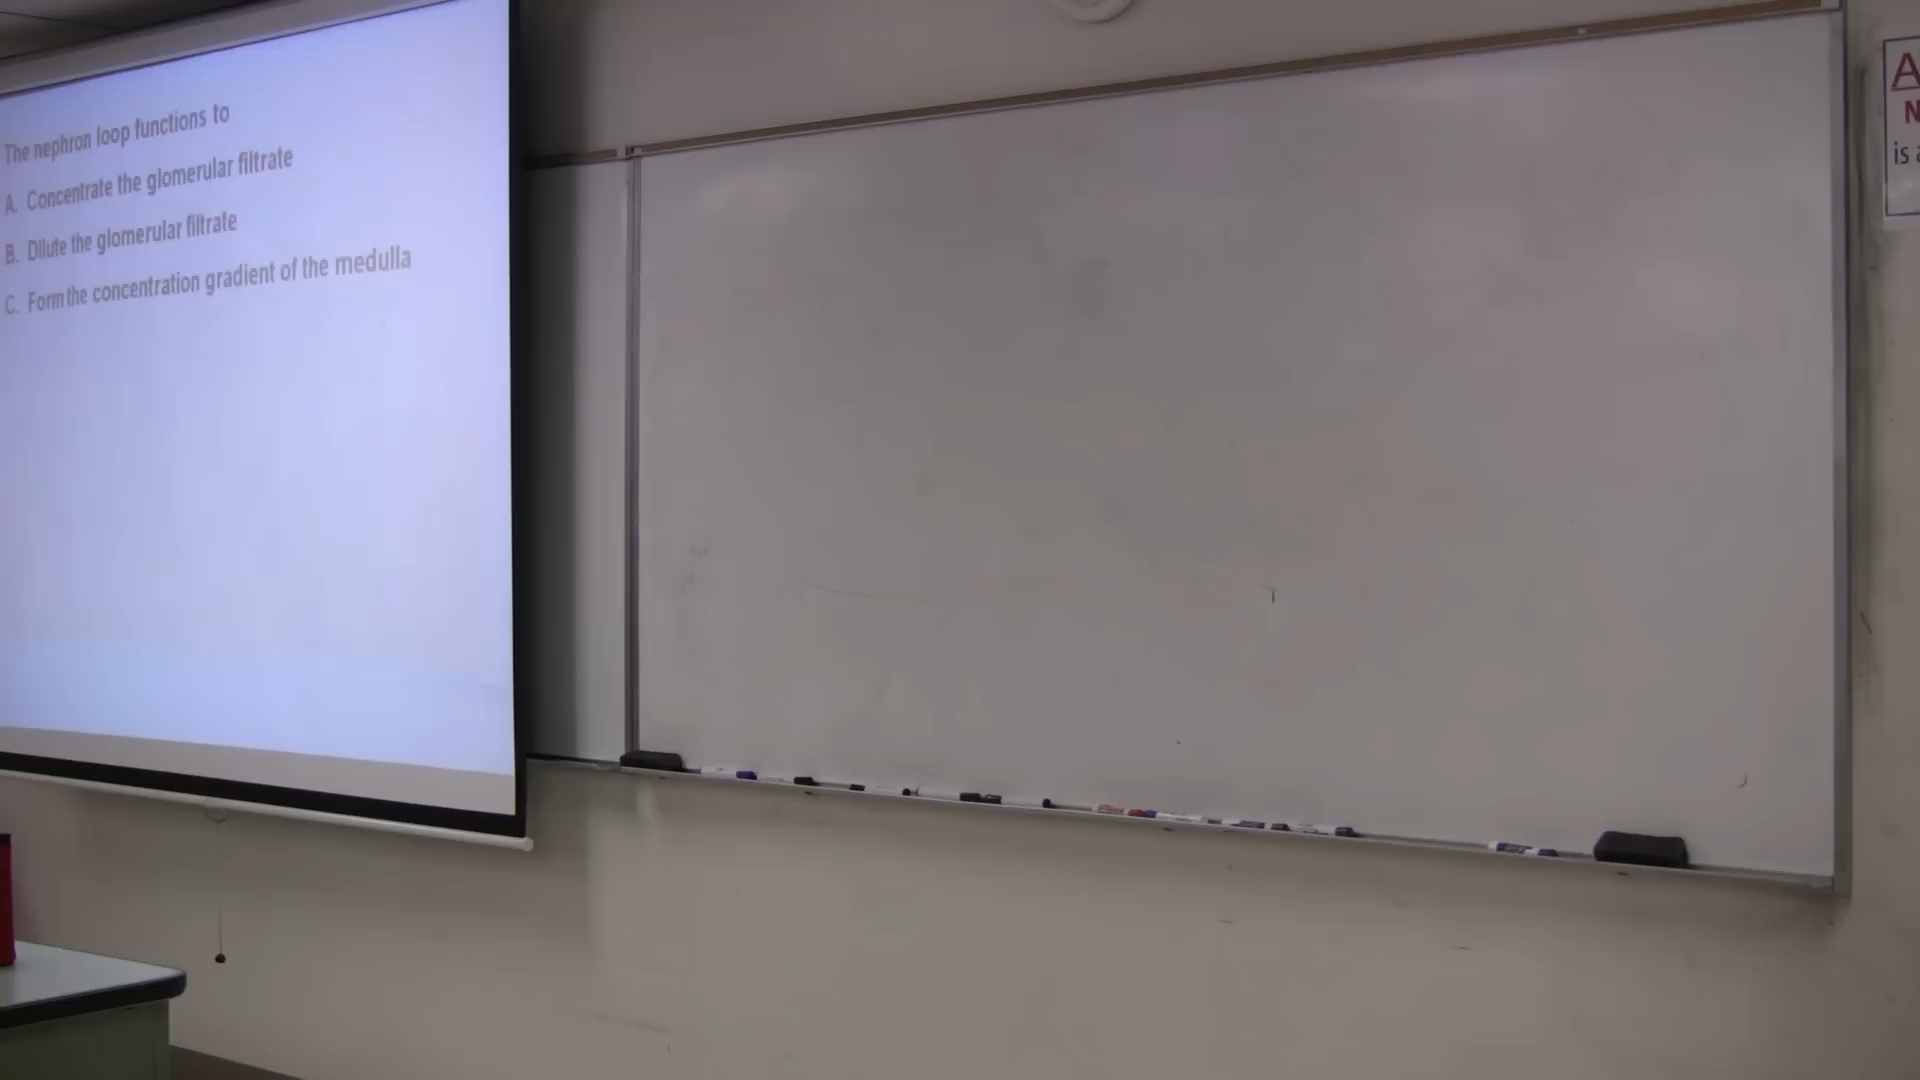 The nephron loop functions to
A. Concentrate the glomerular filtrate
B. Dilute the glomerular filtrate
C. Form the concentration gradient of the medulla
A
N
is a